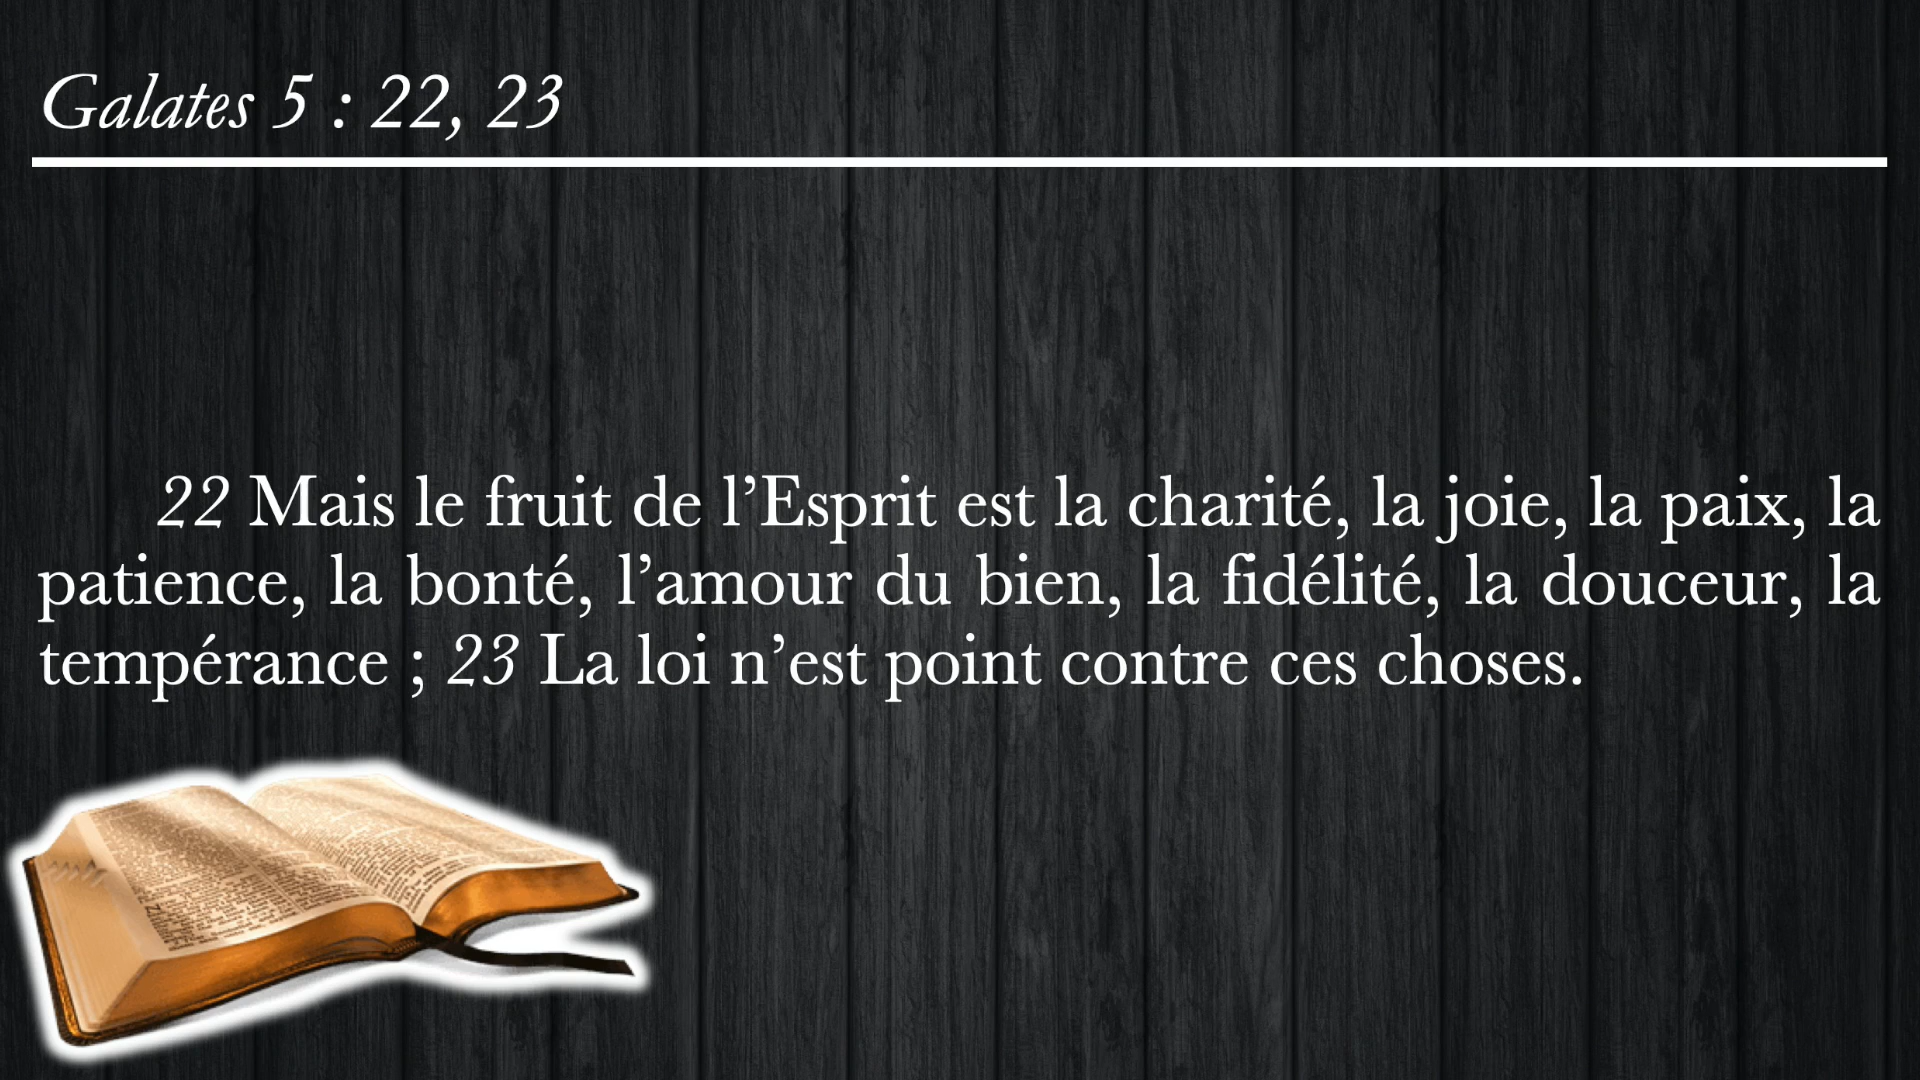 Galates 5 : 22, 23
22 Mais le fruit de l’Esprit est la charité, la joie, la paix, la
patience, la bonté, l’amour du bien, la fidélité, la douceur, la
tempérance ; 23 La loi n’est point contre ces choses.